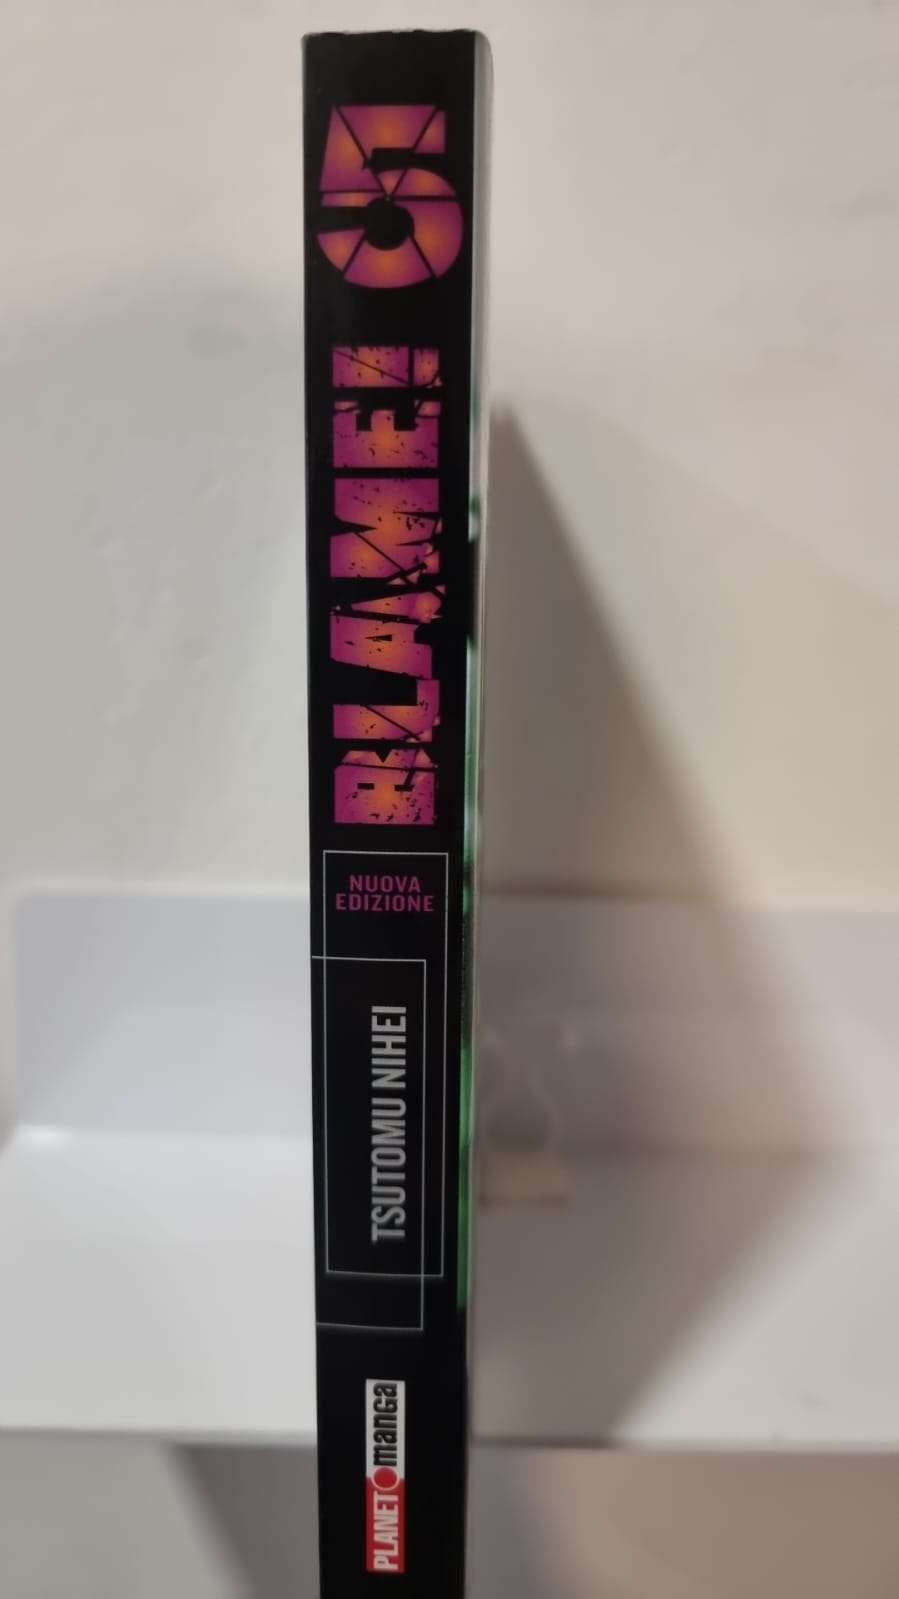 5
BLAME!
NUOVA
EDIZIONE
TSUTOMU NIHEI
PLANET manga